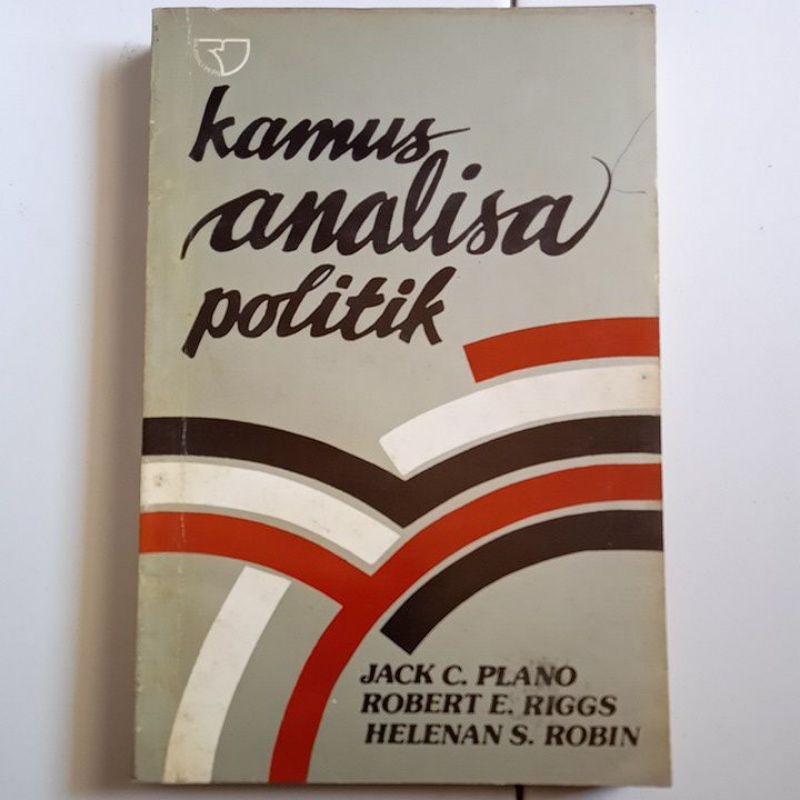 kamus
analisa
politik
JACK C. PLANO
ROBERT E. RIGGS
HELENAN S. ROBIN